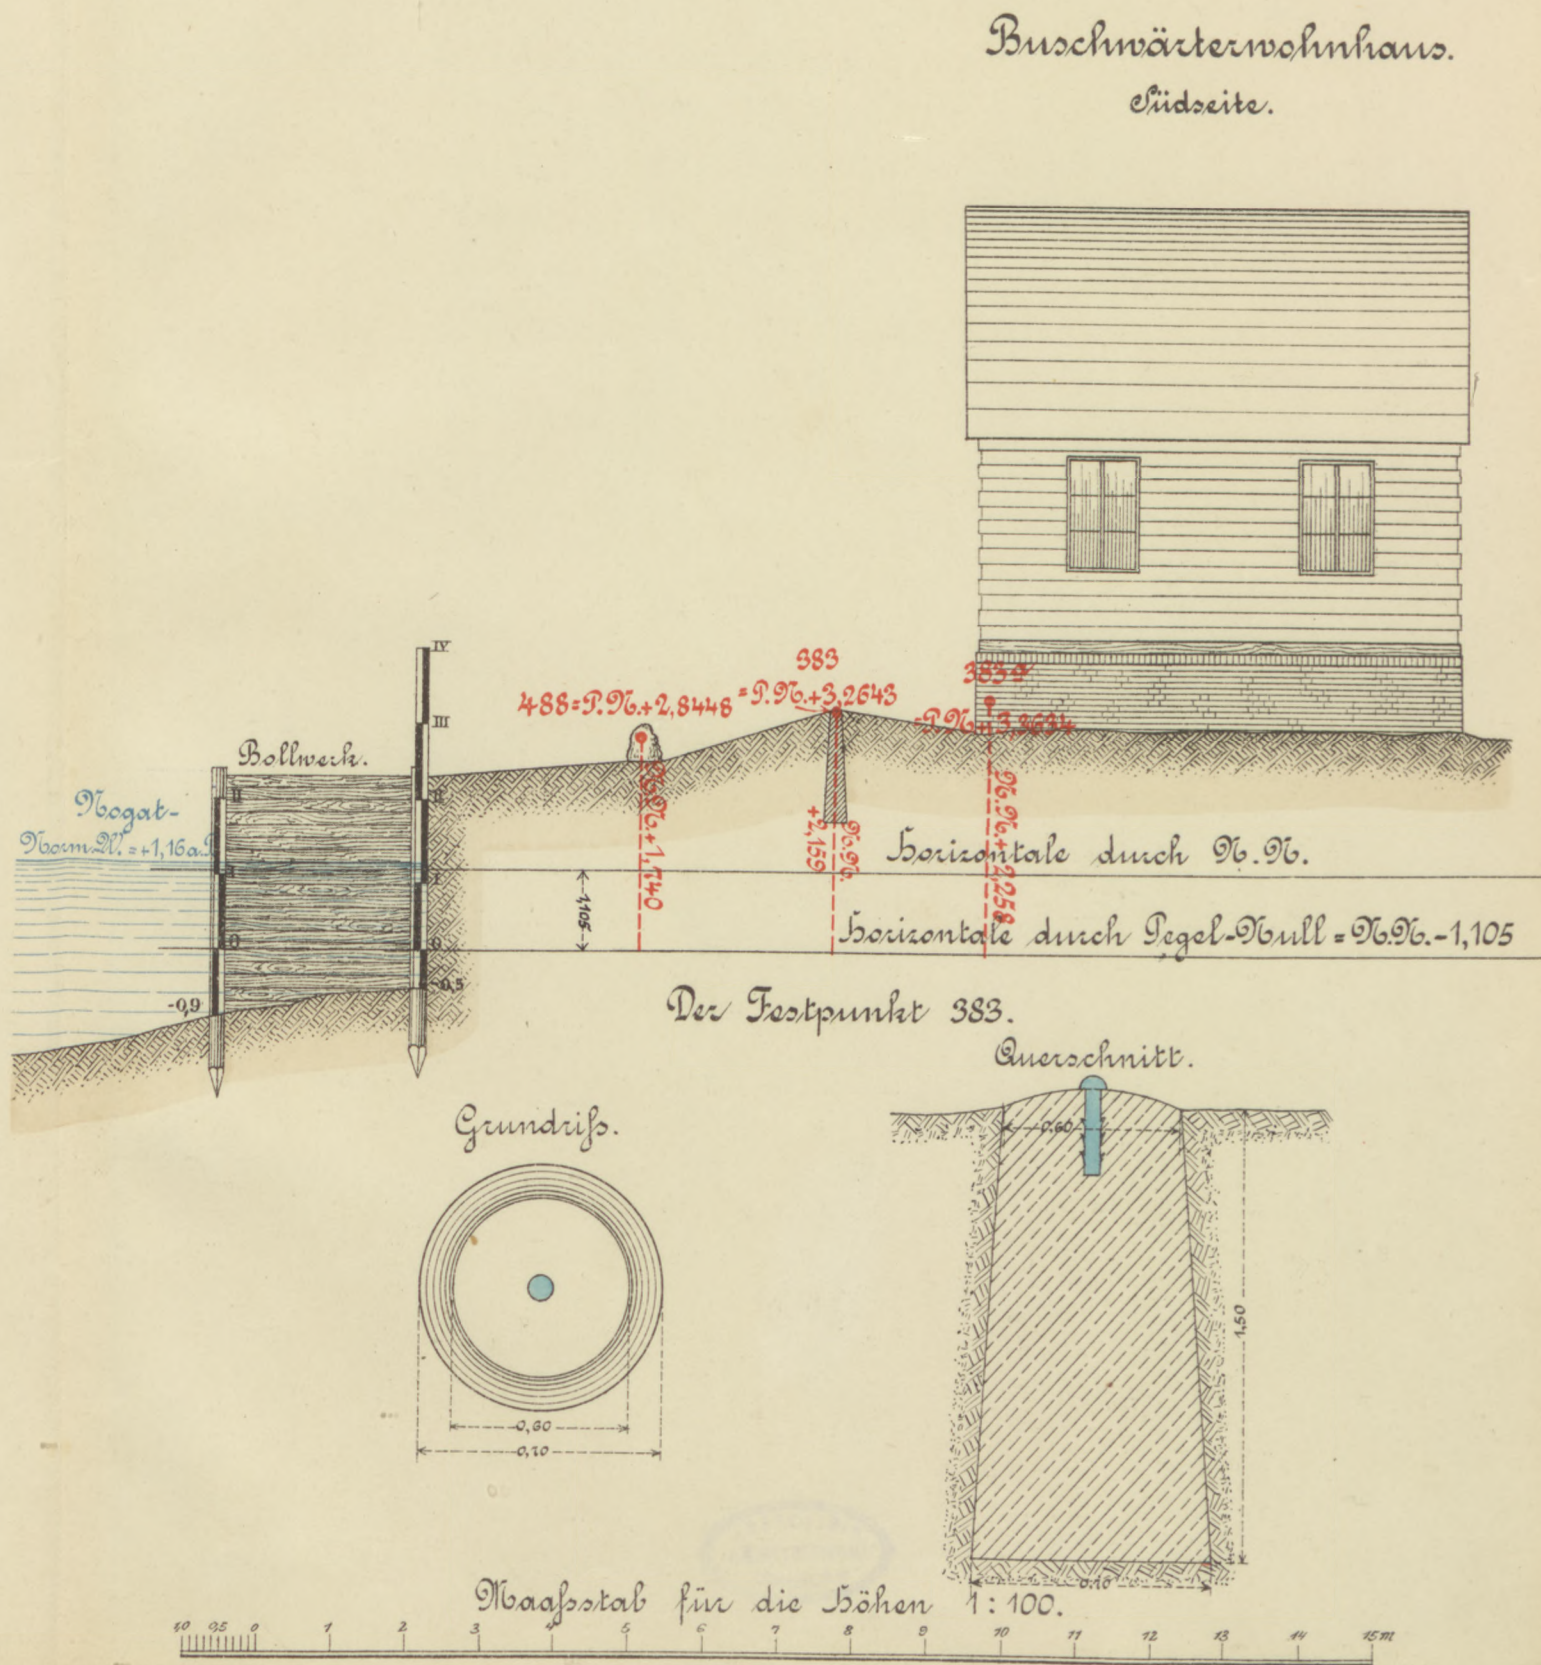 Buschwärterwohnhaus.
Südseite.
IV
III
II
I
0
-0,5
383
=P.N.+3,2643
488=P.N.+2,8448
383a
=P.N.+3,3634
Bollwerk.
II
I
0
-0,9
Nogat-
Norm.W.=+1,16a.P.
N.N.+1,740
+2,159
N.N.
N.N.+2,258
1,105
Horizontale durch N.N.
Horizontale durch Pegel-Null=N.N.-1,105
Der Festpunkt 383.
Querschnitt.
0,60
1,50
Grundriſs.
0,60
0,70
0,70
Maaſsstab für die Höhen 1:100.
1,0 0,5 0 1 2 3 4 5 6 7 8 9 10 11 12 13 14 15m